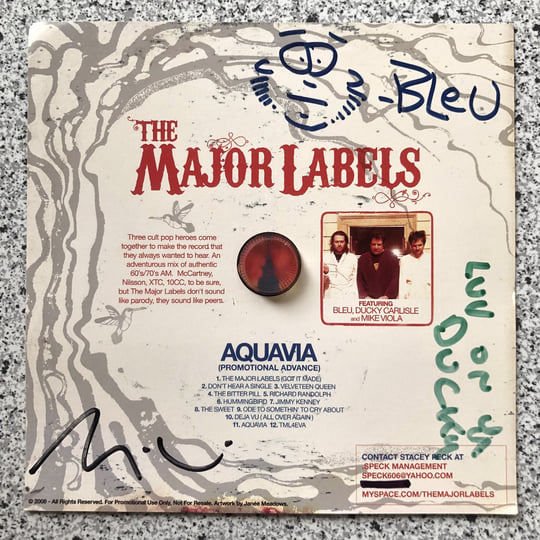 -BLEU
THE
MAJOR LABELS
Three cult pop heroes come
together to make the record that
they always wanted to hear. An
adventurous mix of authentic
60's/70's AM. McCartney,
Nilsson, XTC, 10CC, to be sure,
but The Major Labels don't sound
like parody, they sound like peers.
FEATURING
BLEU, DUCKY CARLISLE
and MIKE VIOLA
LUV ON YA
DUCKY
AQUAVIA
(PROMOTIONAL ADVANCE)
1. THE MAJOR LABELS (GOT IT MADE)
2. DON'T HEAR A SINGLE 3. VELVETEEN QUEEN
4. THE BITTER PILL 5. RICHARD RANDOLPH
6. HUMMINGBIRD 7. JIMMY KENNEY
8. THE SWEET 9. ODE TO SOMETHIN' TO CRY ABOUT
10. DEJA VU (ALL OVER AGAIN)
11. AQUAVIA 12. TML4EVA
CONTACT STACEY PECK AT
SPECK MANAGEMENT
SPECK606@YAHOO.COM
MYSPACE.COM/THEMAJORLABELS
© 2008 - All Rights Reserved. For Promotional Use Only, Not For Resale. Artwork by Janée Meadows.